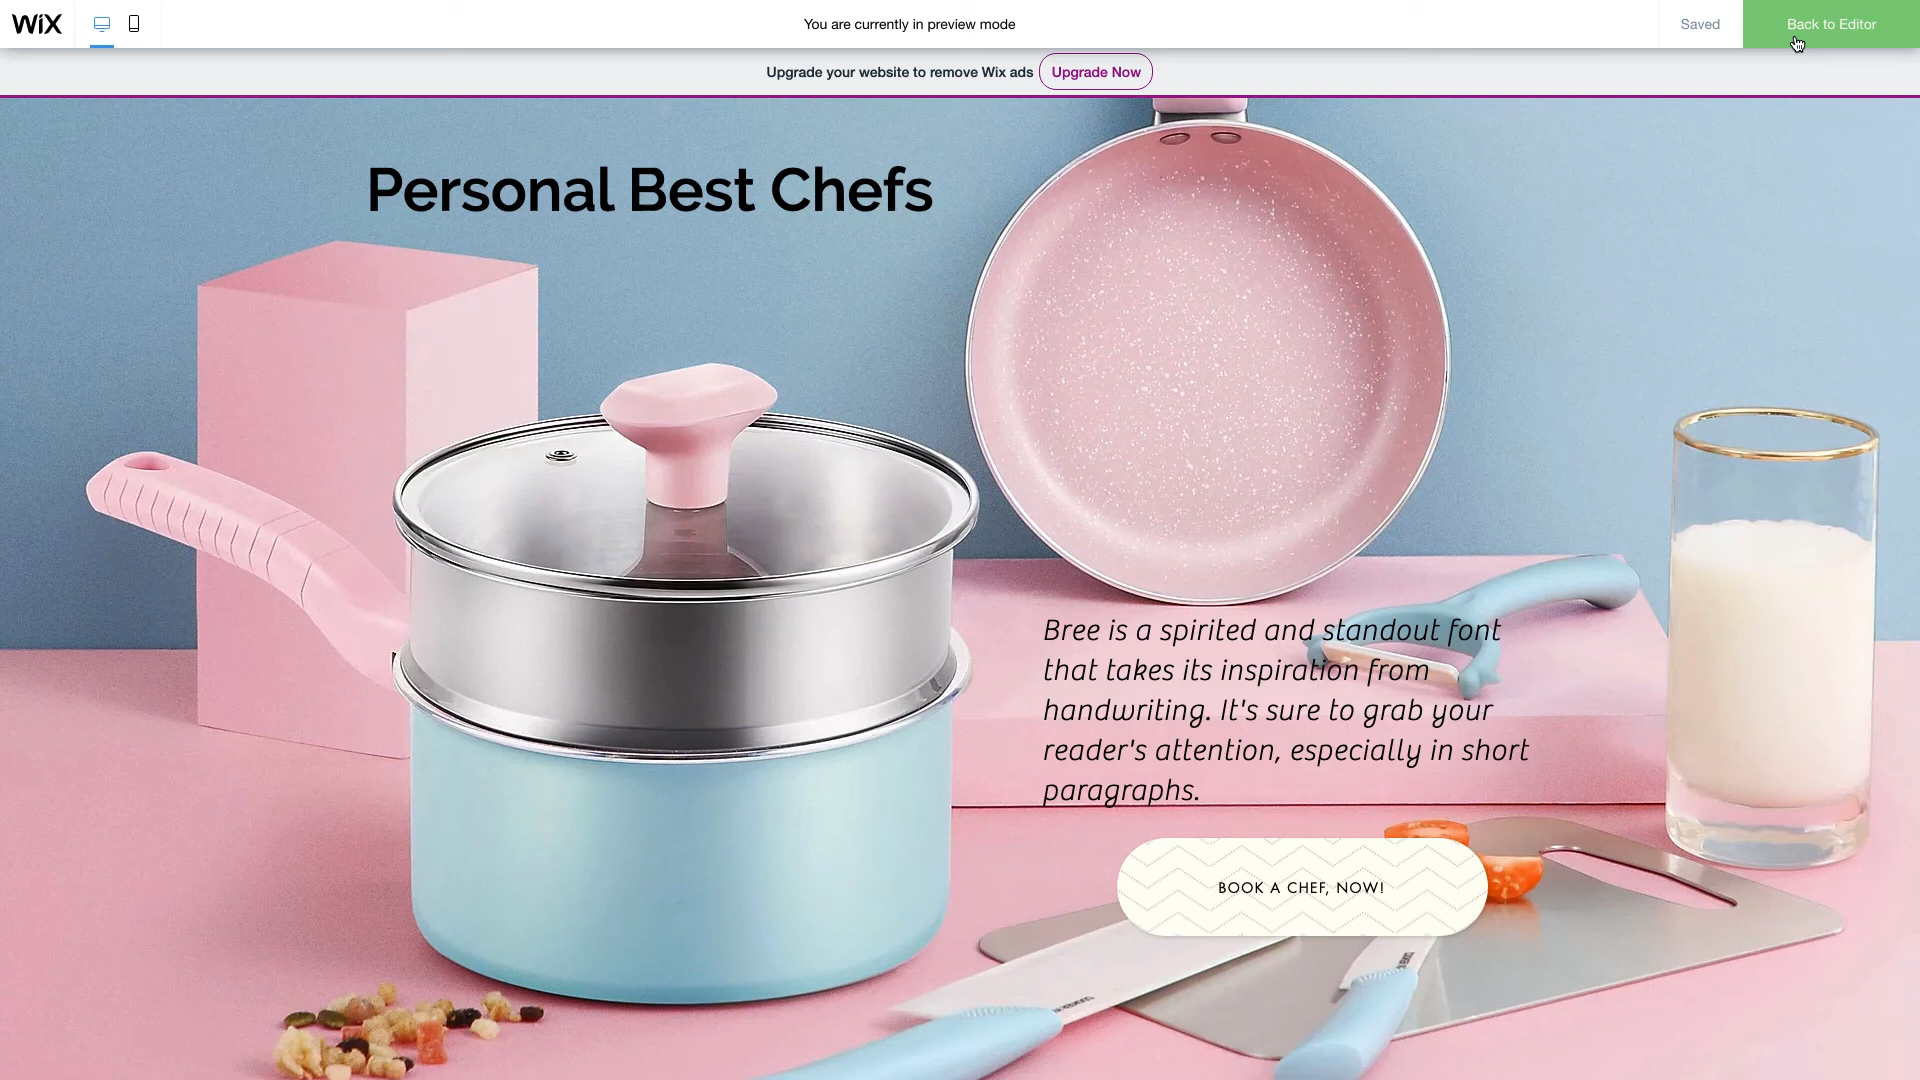 WiX
You are currently in preview mode
Saved
Back to Editor
Upgrade your website to remove Wix ads
Upgrade Now
Personal Best Chefs
Bree is a spirited and standout font
that takes its inspiration from
handwriting. It's sure to grab your
reader's attention, especially in short
paragraphs.
BOOK A CHEF, NOW!